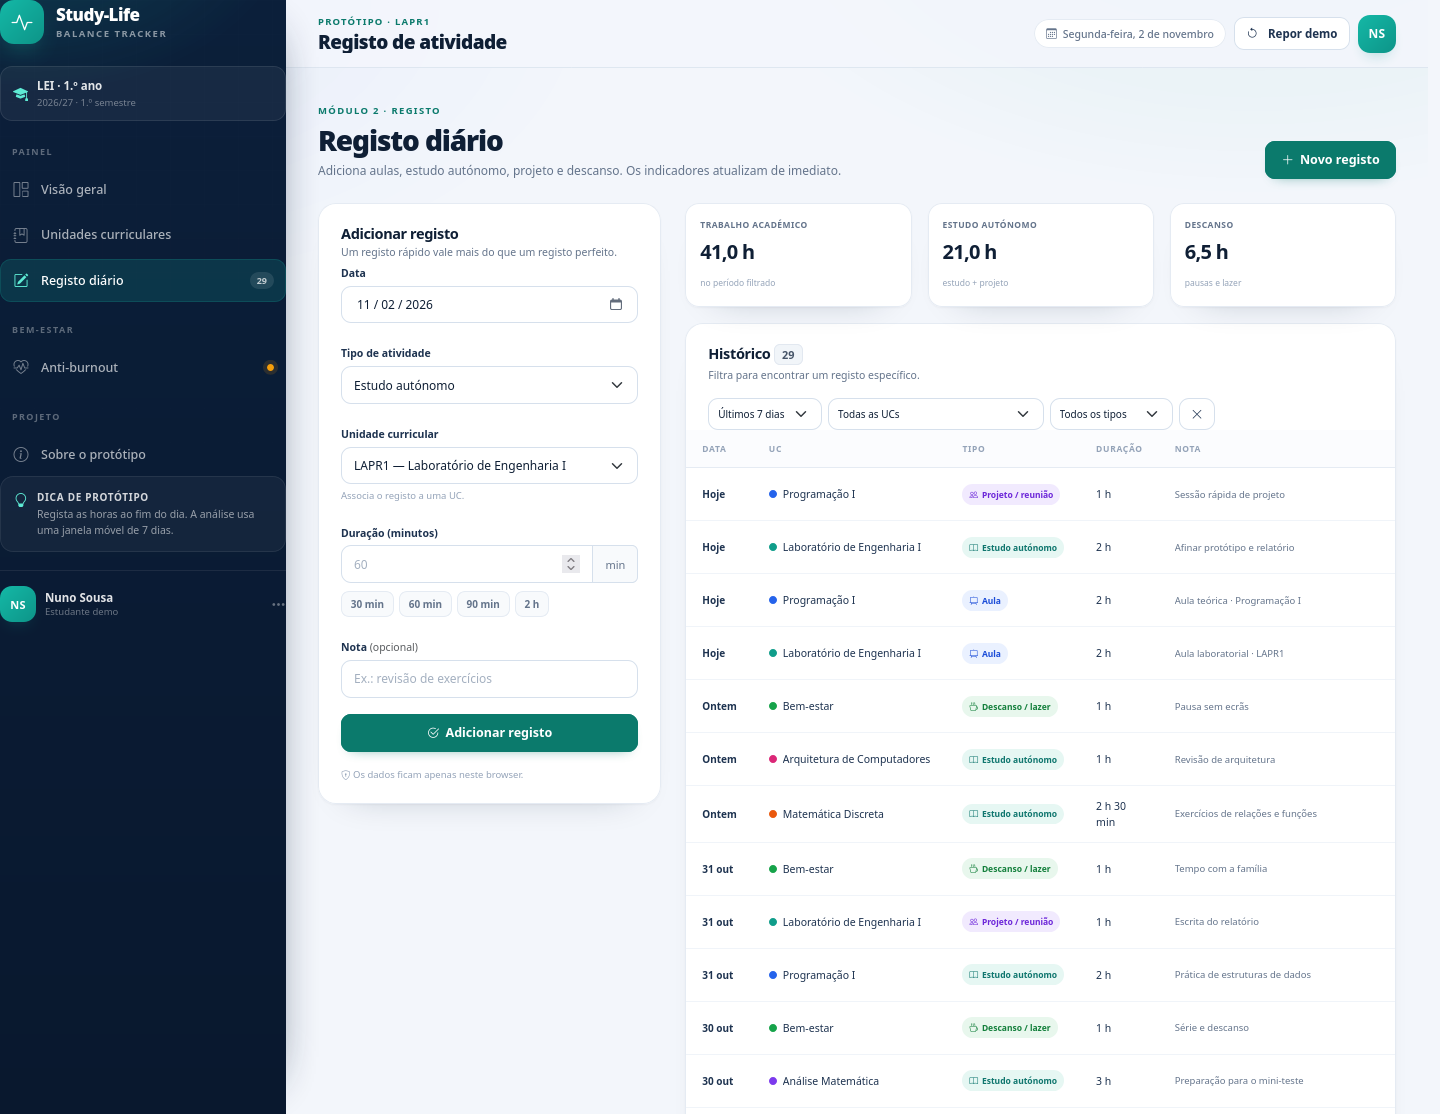 Study-Life
BALANCE TRACKER
LEI · 1.º ano
2026/27 · 1.º semestre
PAINEL
Visão geral
Unidades curriculares
Registo diário 29
BEM-ESTAR
Anti-burnout
PROJETO
Sobre o protótipo
DICA DE PROTÓTIPO
Regista as horas ao fim do dia. A análise usa
uma janela móvel de 7 dias.
NS Nuno Sousa
Estudante demo
PROTÓTIPO · LAPR1
Registo de atividade
Segunda-feira, 2 de novembro
Repor demo
NS
MÓDULO 2 · REGISTO
Registo diário
Adiciona aulas, estudo autónomo, projeto e descanso. Os indicadores atualizam de imediato.
Novo registo
Adicionar registo
Um registo rápido vale mais do que um registo perfeito.
Data
11 / 02 / 2026
Tipo de atividade
Estudo autónomo
Unidade curricular
LAPR1 — Laboratório de Engenharia I
Associa o registo a uma UC.
Duração (minutos)
60 min
30 min 60 min 90 min 2 h
Nota (opcional)
Ex.: revisão de exercícios
Adicionar registo
Os dados ficam apenas neste browser.
TRABALHO ACADÉMICO
41,0 h
no período filtrado
ESTUDO AUTÓNOMO
21,0 h
estudo + projeto
DESCANSO
6,5 h
pausas e lazer
Histórico 29
Filtra para encontrar um registo específico.
Últimos 7 dias Todas as UCs Todos os tipos
DATA UC TIPO DURAÇÃO NOTA
Hoje Programação I Projeto / reunião 1 h Sessão rápida de projeto
Hoje Laboratório de Engenharia I Estudo autónomo 2 h Afinar protótipo e relatório
Hoje Programação I Aula 2 h Aula teórica · Programação I
Hoje Laboratório de Engenharia I Aula 2 h Aula laboratorial · LAPR1
Ontem Bem-estar Descanso / lazer 1 h Pausa sem ecrãs
Ontem Arquitetura de Computadores Estudo autónomo 1 h Revisão de arquitetura
Ontem Matemática Discreta Estudo autónomo 2 h 30 min Exercícios de relações e funções
31 out Bem-estar Descanso / lazer 1 h Tempo com a família
31 out Laboratório de Engenharia I Projeto / reunião 1 h Escrita do relatório
31 out Programação I Estudo autónomo 2 h Prática de estruturas de dados
30 out Bem-estar Descanso / lazer 1 h Série e descanso
30 out Análise Matemática Estudo autónomo 3 h Preparação para o mini-teste